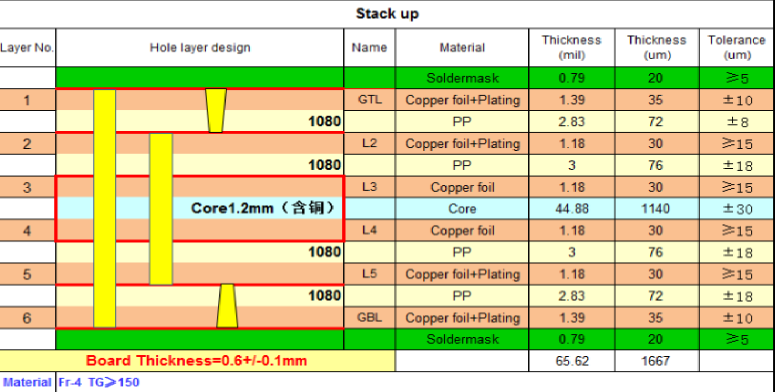 Stack up
Layer No. Hole layer design Name Material Thickness (mil) Thickness (um) Tolerance (um)
Soldermask 0.79 20 ≥5
1 GTL Copper foil+Plating 1.39 35 ±10
1080 PP 2.83 72 ±8
2 L2 Copper foil+Plating 1.18 30 ≥15
1080 PP 3 76 ±18
3 L3 Copper foil 1.18 30 ≥15
Core1.2mm（含铜） Core 44.88 1140 ±30
4 L4 Copper foil 1.18 30 ≥15
1080 PP 3 76 ±18
5 L5 Copper foil+Plating 1.18 30 ≥15
1080 PP 2.83 72 ±18
6 GBL Copper foil+Plating 1.39 35 ±10
Soldermask 0.79 20 ≥5
Board Thickness=0.6+/-0.1mm 65.62 1667
Material Fr-4 TG≥150